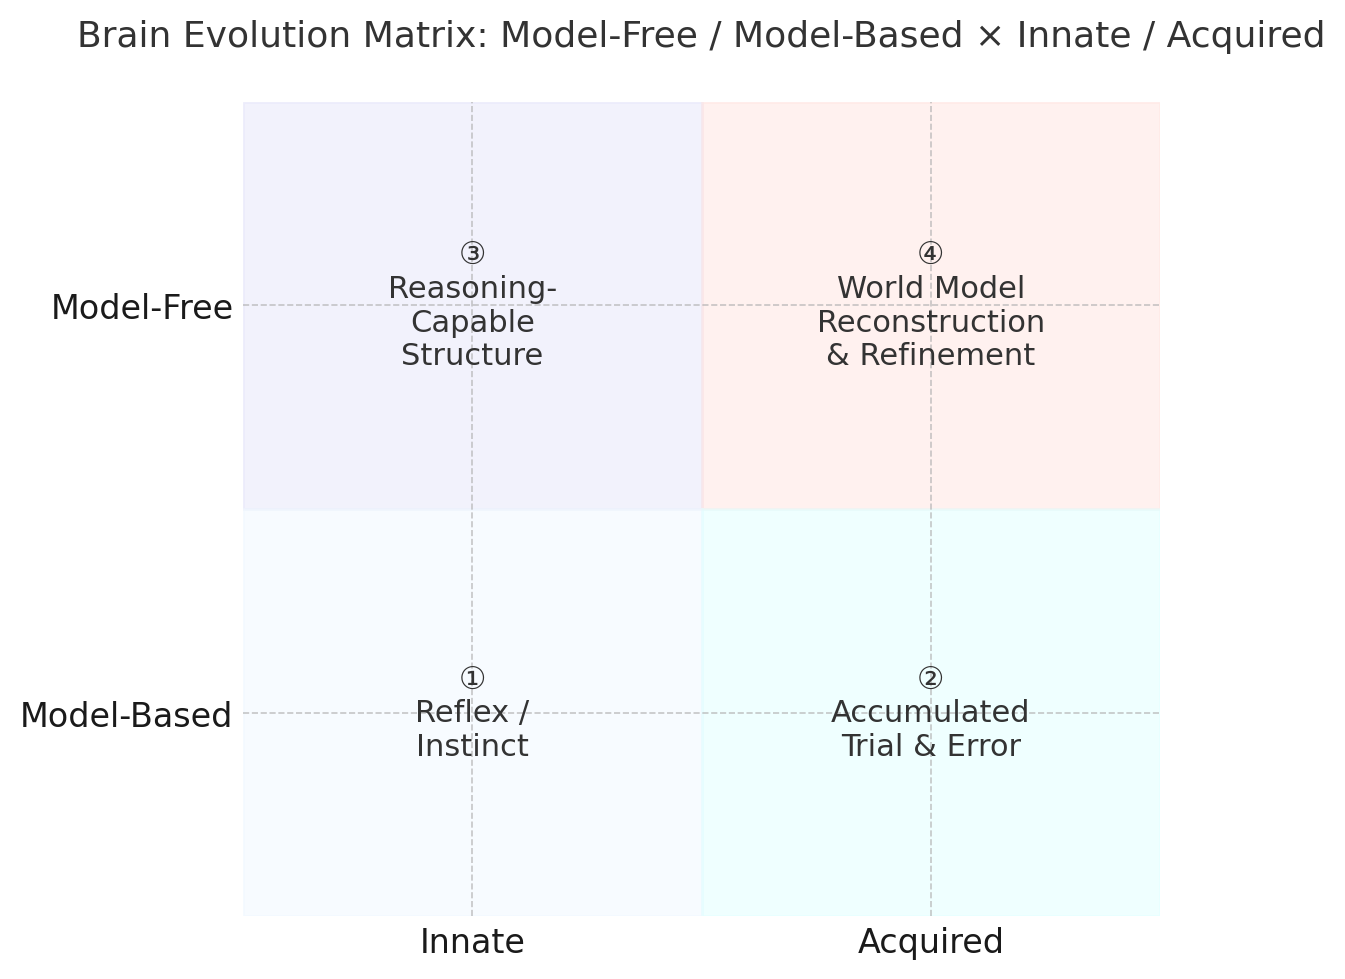 Brain Evolution Matrix: Model-Free / Model-Based × Innate / Acquired
③
Reasoning-
Capable
Structure
④
World Model
Reconstruction
& Refinement
Model-Free
①
Reflex /
Instinct
②
Accumulated
Trial & Error
Model-Based
Innate
Acquired